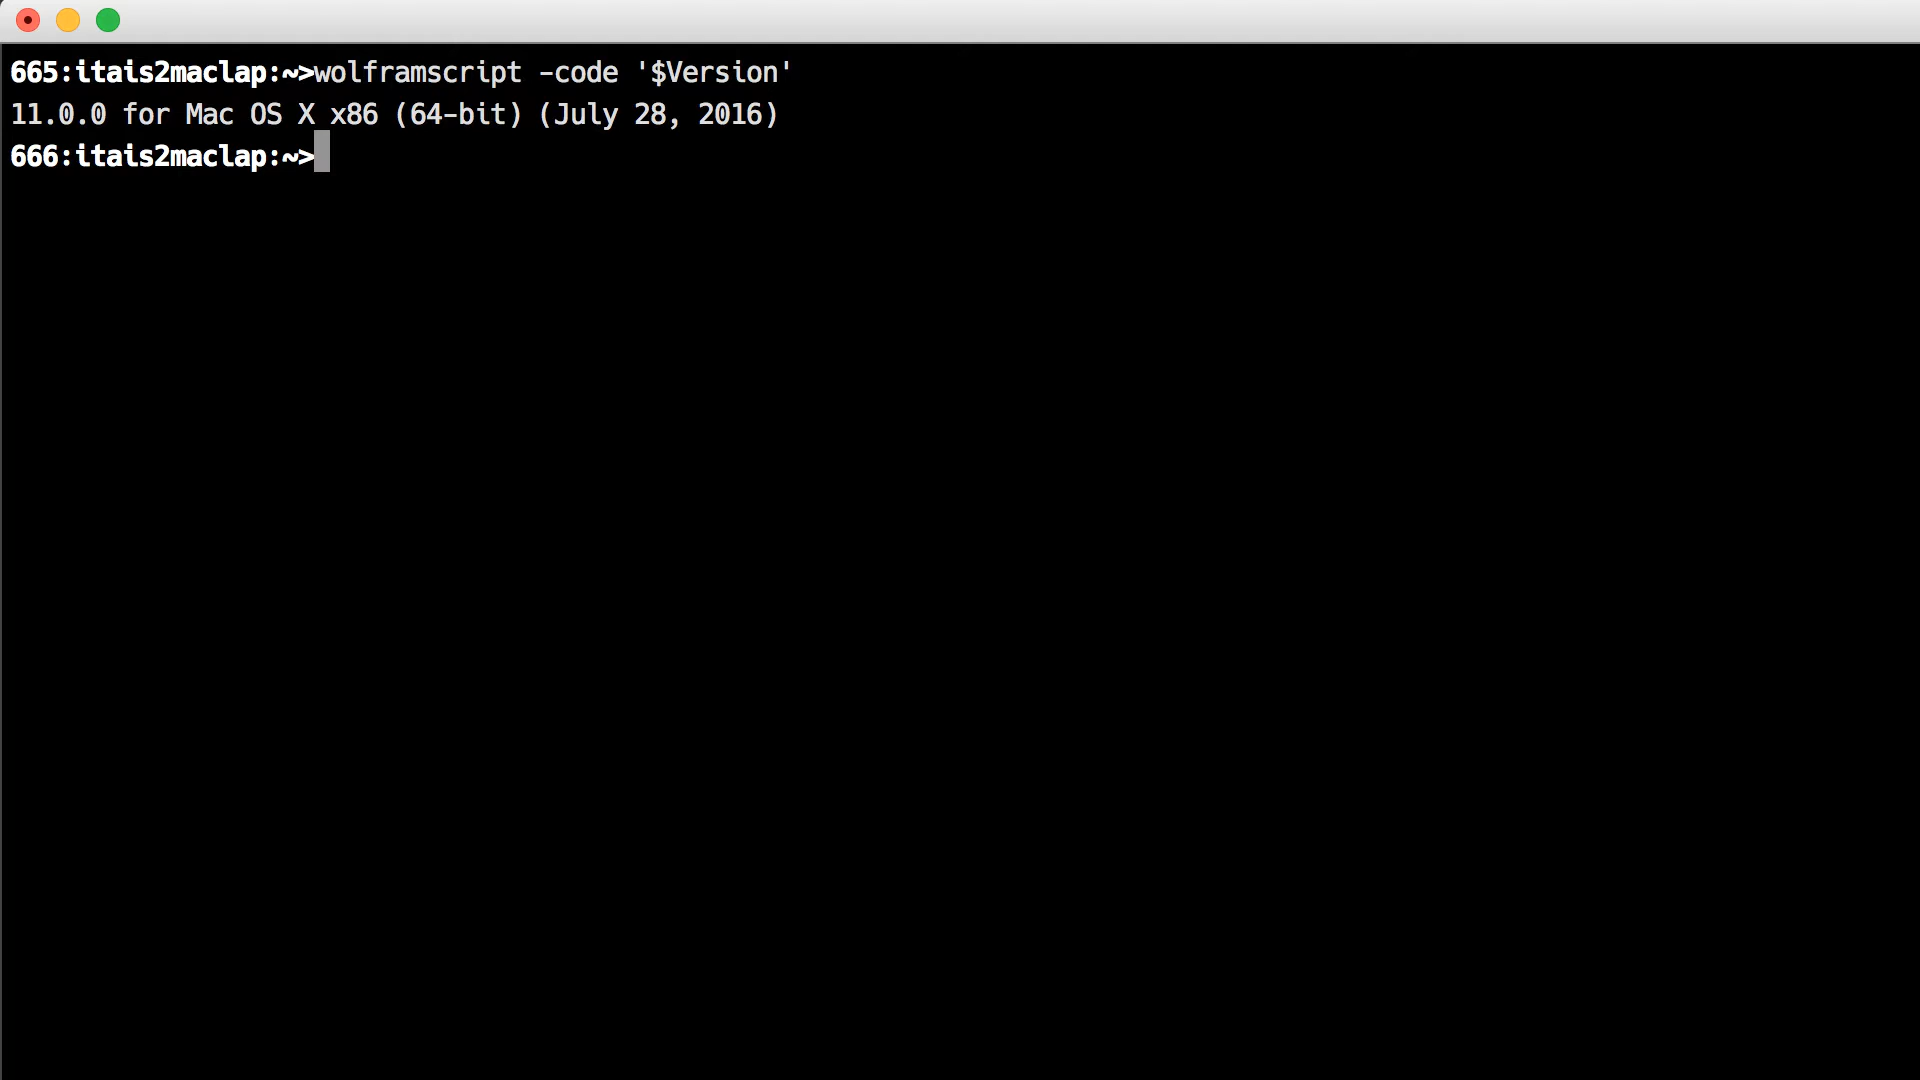 665:itais2maclap:~>wolframscript -code '$Version'
11.0.0 for Mac OS X x86 (64-bit) (July 28, 2016)
666:itais2maclap:~>